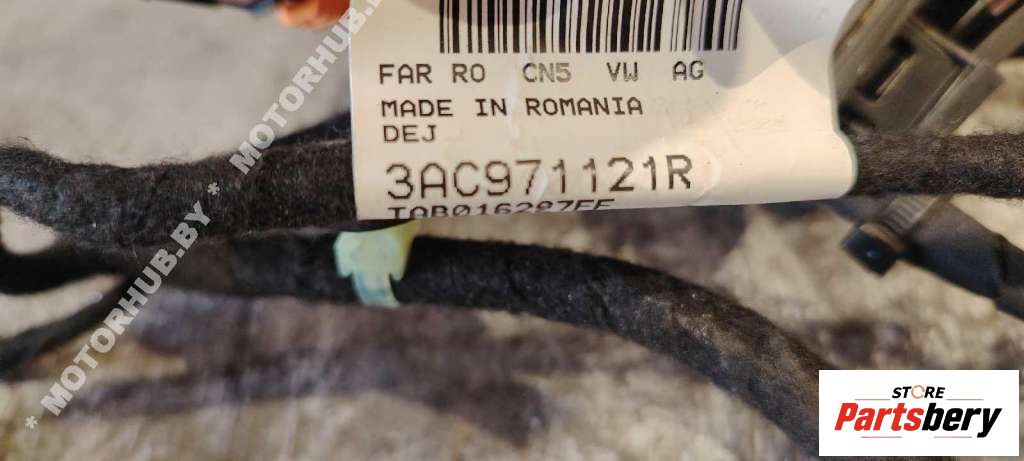 FAR RO CN5 VW AG
MADE IN ROMANIA
DEJ
3AC971121R
* MOTORHUB.BY * MOTORHUB.BY
STORE
Partsbery